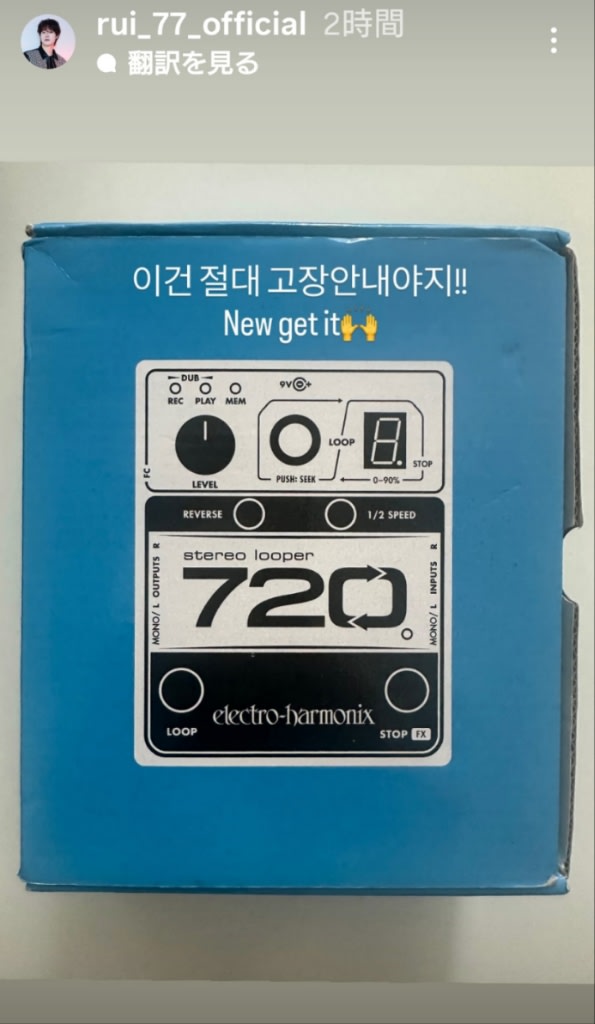 rui_77_official 2時間
翻訳を見る
이건 절대 고장안내야지!!
New get it🙌
DUB
REC PLAY MEM
9V
LEVEL
FC
LOOP
PUSH: SEEK
8.
STOP
0-90%
REVERSE
1/2 SPEED
MONO/ L OUTPUTS R
stereo looper
720
MONO/ L INPUTS R
LOOP
electro-harmonix
STOP FX